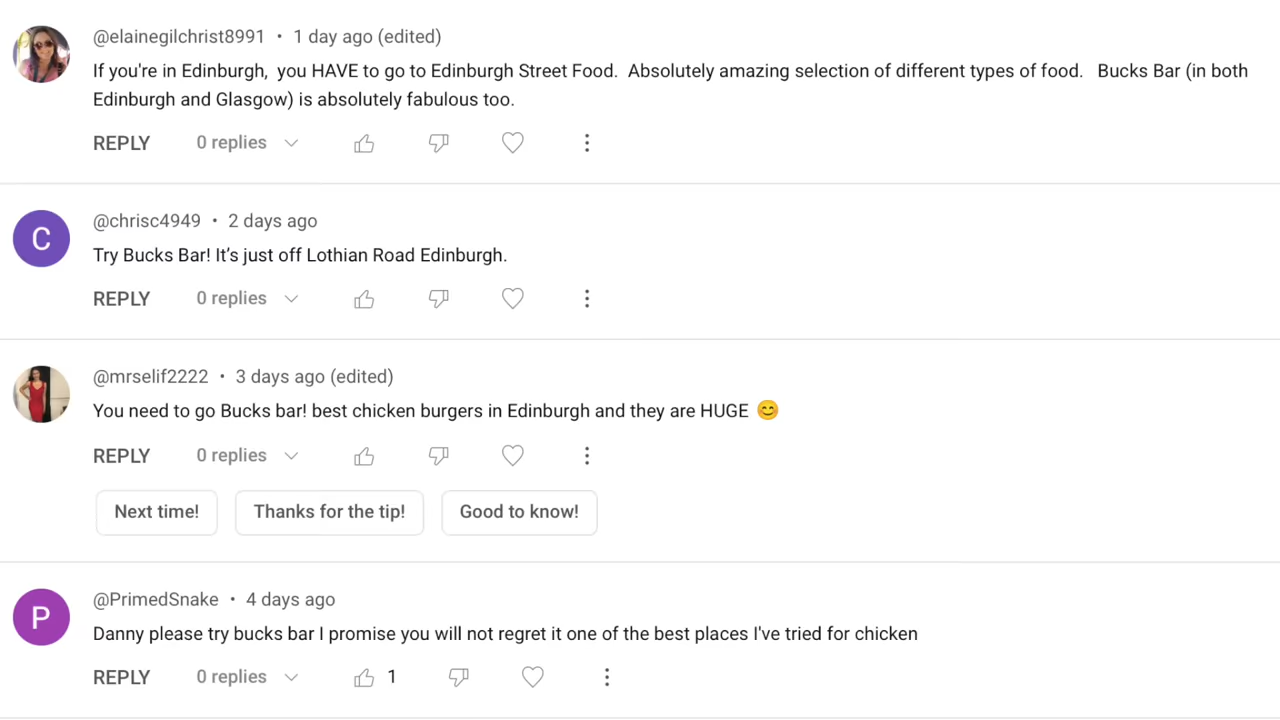 @elainegilchrist8991 • 1 day ago (edited)
If you're in Edinburgh,  you HAVE to go to Edinburgh Street Food.  Absolutely amazing selection of different types of food.   Bucks Bar (in both
Edinburgh and Glasgow) is absolutely fabulous too.
REPLY 0 replies
C
@chrisc4949 • 2 days ago
Try Bucks Bar! It’s just off Lothian Road Edinburgh.
REPLY 0 replies
@mrselif2222 • 3 days ago (edited)
You need to go Bucks bar! best chicken burgers in Edinburgh and they are HUGE 😊
REPLY 0 replies
Next time! Thanks for the tip! Good to know!
P
@PrimedSnake • 4 days ago
Danny please try bucks bar I promise you will not regret it one of the best places I've tried for chicken
REPLY 0 replies 1